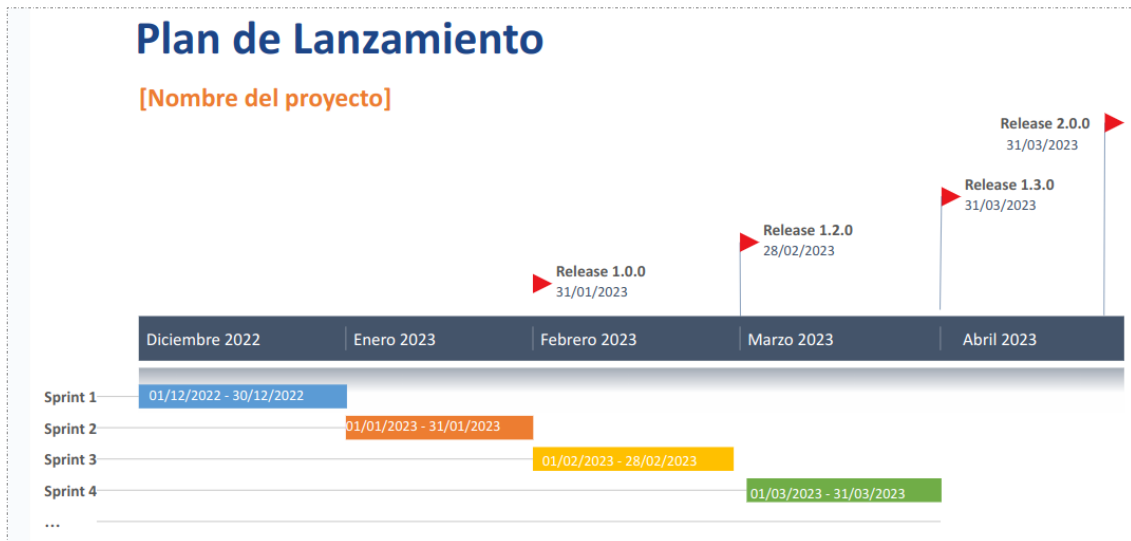 Plan de Lanzamiento
[Nombre del proyecto]
Release 2.0.0
31/03/2023
Release 1.3.0
31/03/2023
Release 1.2.0
28/02/2023
Release 1.0.0
31/01/2023
Diciembre 2022
Enero 2023
Febrero 2023
Marzo 2023
Abril 2023
Sprint 1
01/12/2022 - 30/12/2022
Sprint 2
01/01/2023 - 31/01/2023
Sprint 3
01/02/2023 - 28/02/2023
Sprint 4
01/03/2023 - 31/03/2023
...